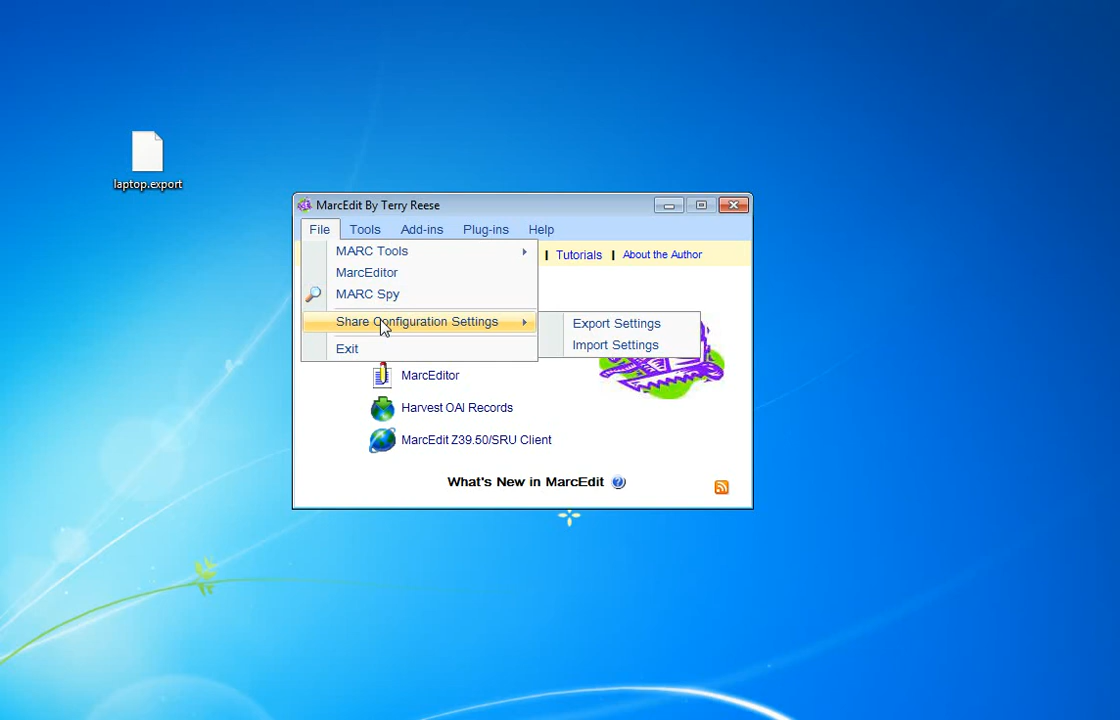 laptop.export
MarcEdit By Terry Reese
File Tools Add-ins Plug-ins Help
MARC Tools
MarcEditor
MARC Spy
Share Configuration Settings
Exit
Export Settings
Import Settings
Tutorials | About the Author
MarcEditor
Harvest OAI Records
MarcEdit Z39.50/SRU Client
What's New in MarcEdit ?